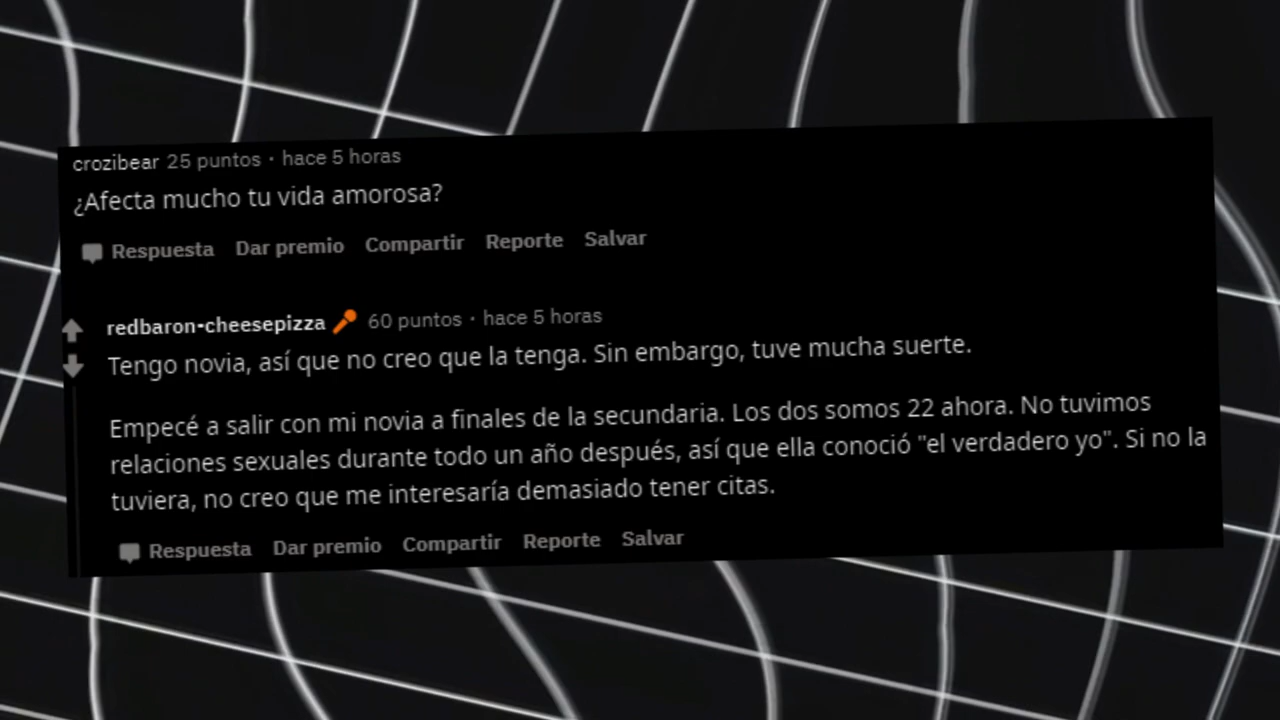 crozibear 25 puntos · hace 5 horas
¿Afecta mucho tu vida amorosa?
Respuesta Dar premio Compartir Reporte Salvar
redbaron-cheesepizza 60 puntos · hace 5 horas
Tengo novia, así que no creo que la tenga. Sin embargo, tuve mucha suerte.
Empecé a salir con mi novia a finales de la secundaria. Los dos somos 22 ahora. No tuvimos
relaciones sexuales durante todo un año después, así que ella conoció "el verdadero yo". Si no la
tuviera, no creo que me interesaría demasiado tener citas.
Respuesta Dar premio Compartir Reporte Salvar